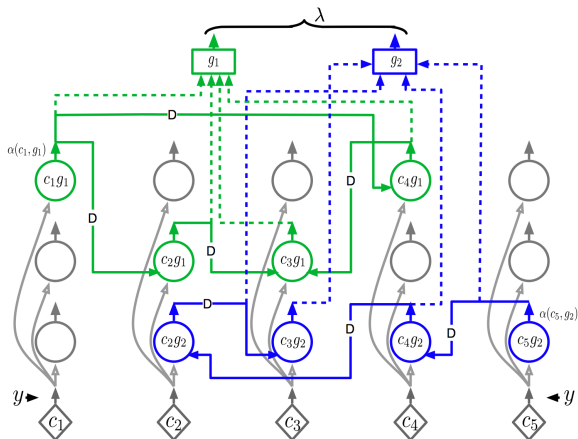 λ
g₁ g₂
D
α(c₁, g₁)
c₁g₁ c₄g₁
D D
D
c₂g₁ c₃g₁
D
D D
α(c₅, g₂)
c₂g₂ c₃g₂ c₄g₂ c₅g₂
y y
c₁ c₂ c₃ c₄ c₅